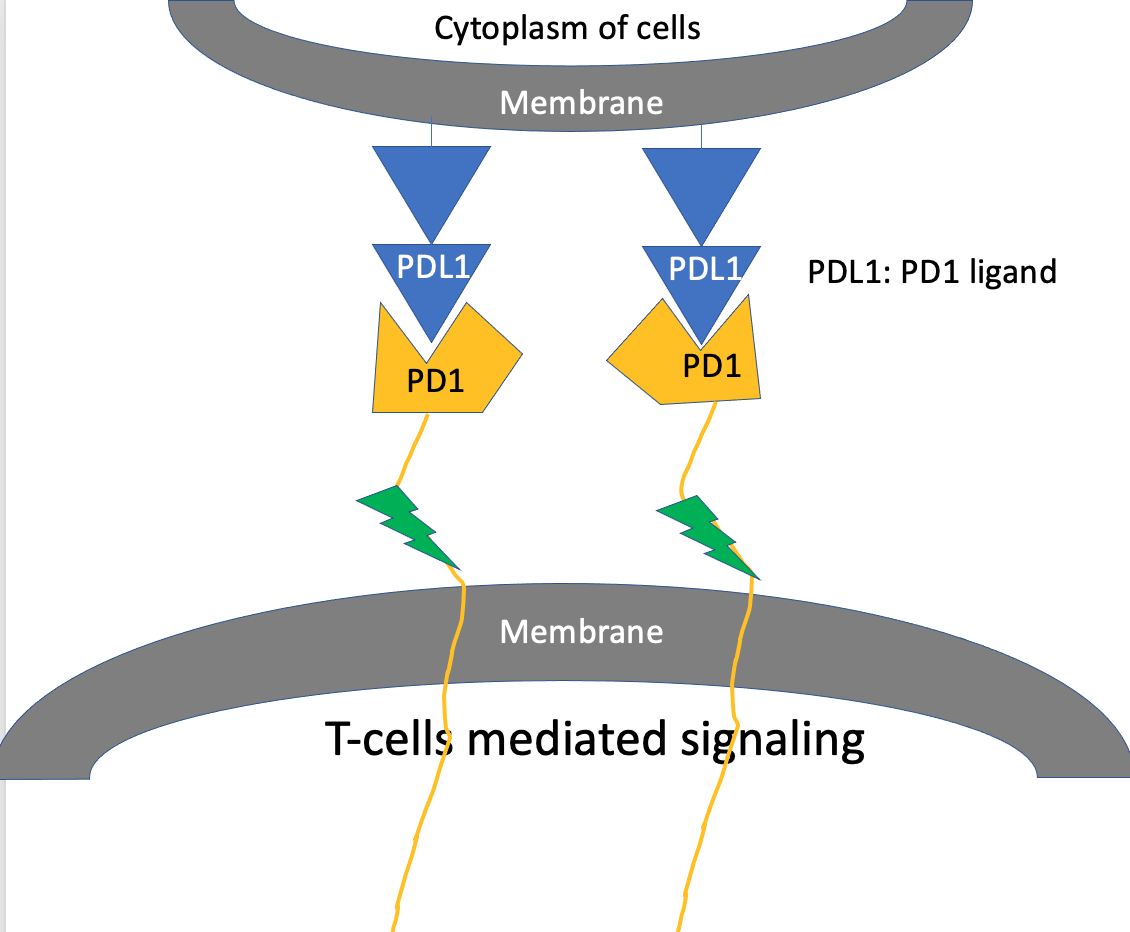 Cytoplasm of cells
Membrane
PDL1
PDL1
PDL1: PD1 ligand
PD1
PD1
Membrane
T-cells mediated signaling